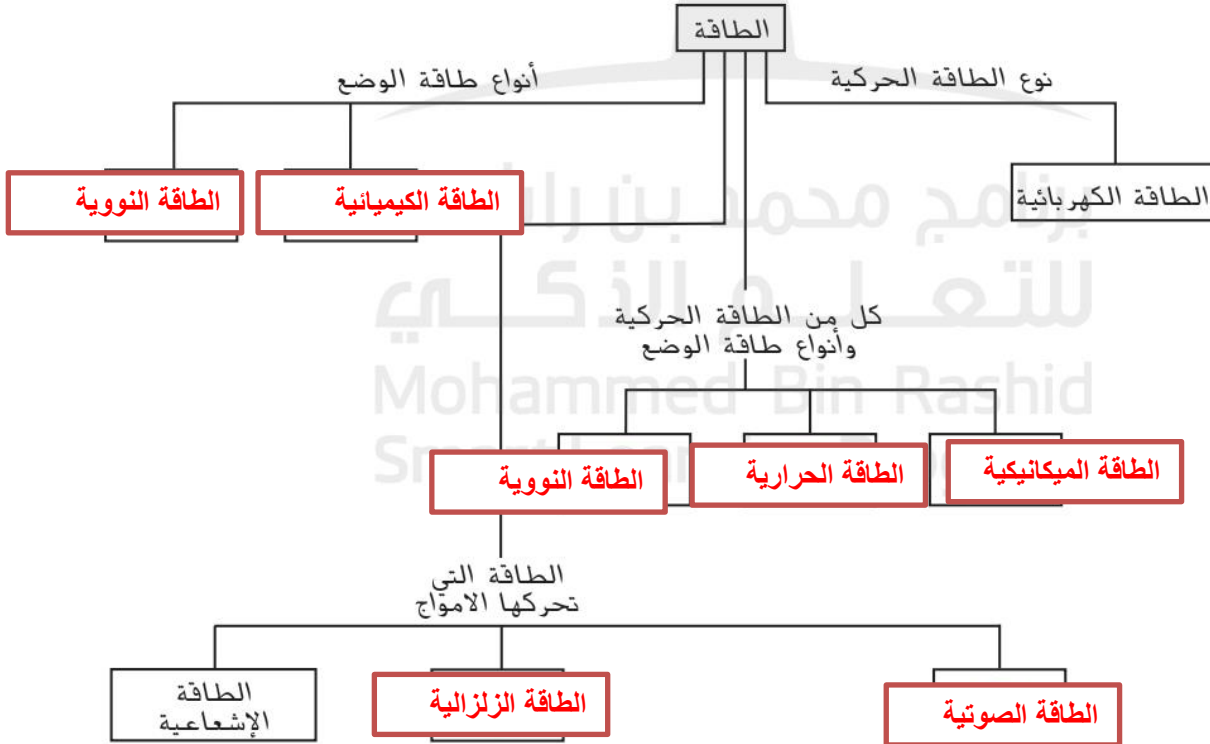 الطاقة
نوع الطاقة الحركية
أنواع طاقة الوضع
الطاقة الكهربائية
الطاقة الكيميائية
الطاقة النووية
برنامج محمد بن راش
للتعلم الذكي
كل من الطاقة الحركية
وأنواع طاقة الوضع
Mohammed Bin Rashid
الطاقة الميكانيكية
الطاقة الحرارية
الطاقة النووية
الطاقة التي
تحركها الامواج
الطاقة الصوتية
الطاقة الزلزالية
الطاقة
الإشعاعية